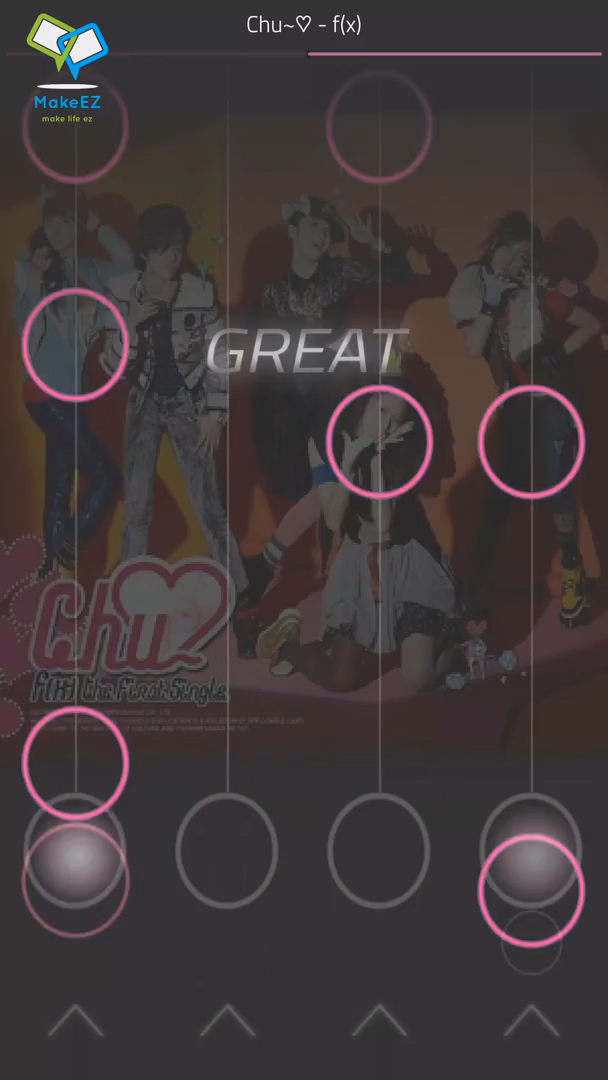 Chu~♡ - f(x)
MakeEZ
make life ez
GREAT
Chu
f(x) the First Single